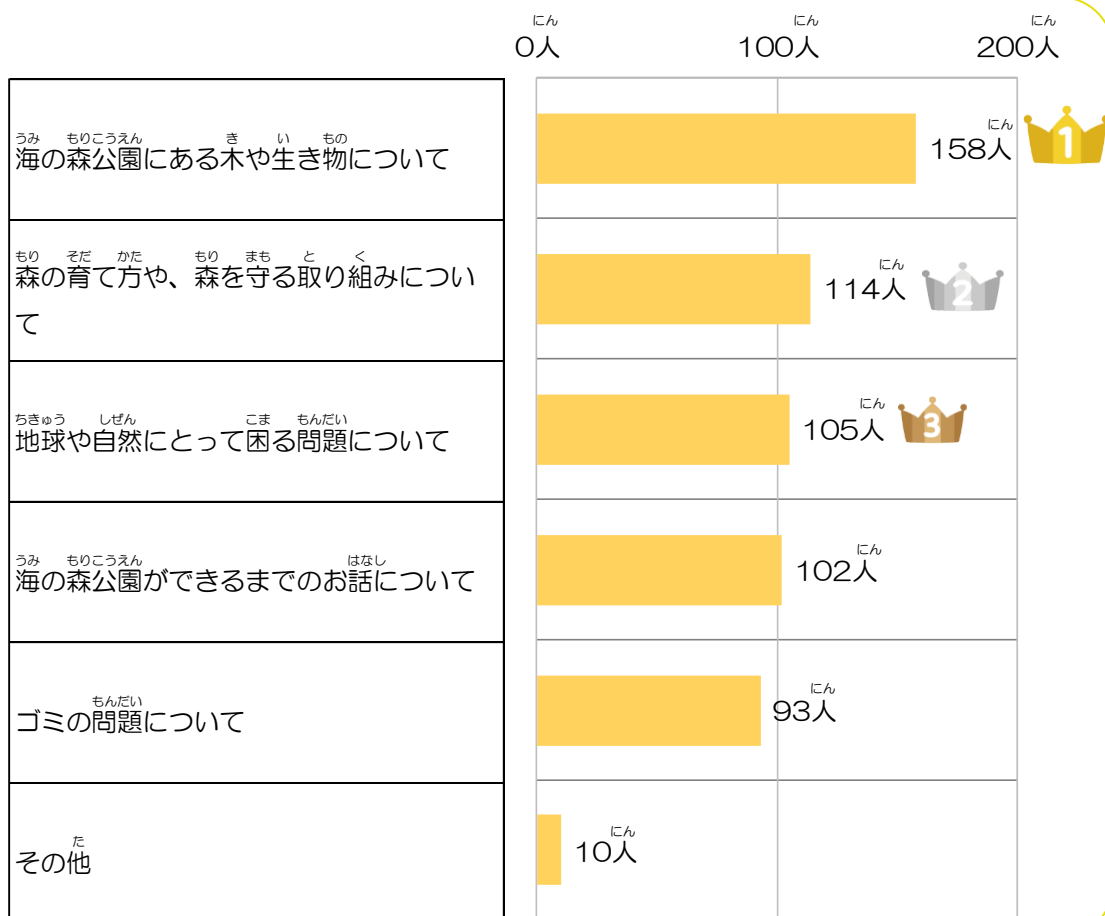 にん にん にん
0人 100人 200人
うみ もりこうえん き い もの
海の森公園にある木や生き物について
にん
158人 1
もり そだ かた もり まも と く
森の育て方や、森を守る取り組みについ
て
にん
114人 2
ちきゅう しぜん こま もんだい
地球や自然にとって困る問題について
にん
105人 3
うみ もりこうえん はなし
海の森公園ができるまでのお話について
にん
102人
もんだい
ゴミの問題について
にん
93人
た
その他
にん
10人